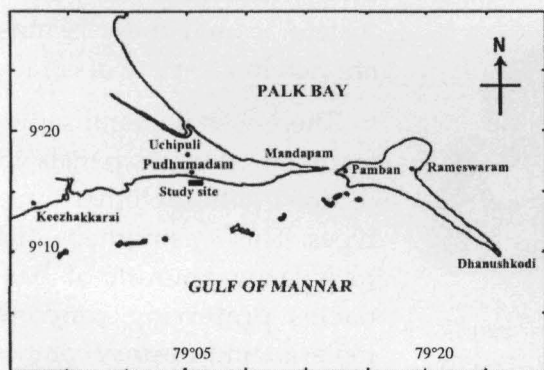 N
PALK BAY
9°20
Uchipuli
Mandapam
Pudhumadam
Pamban
Rameswaram
Study site
Keezhakkarai
9°10
Dhanushkodi
GULF OF MANNAR
79°05
79°20